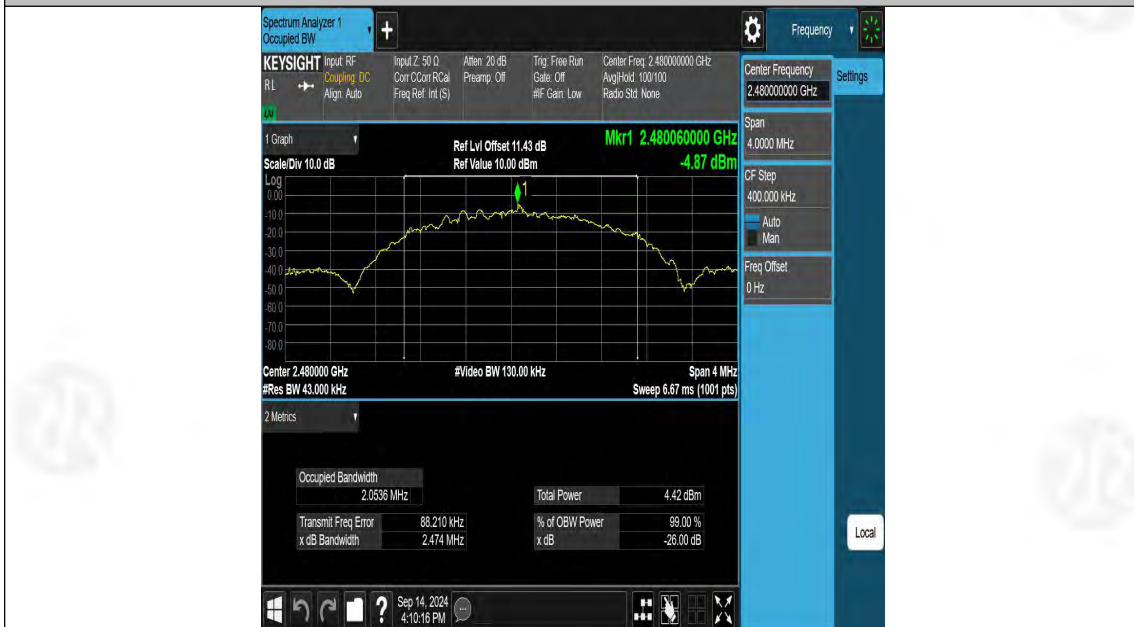 Spectrum Analyzer 1
Occupied BW
Frequency
KEYSIGHT
RL
Input: RF
Coupling: DC
Align: Auto
Input Z: 50 Ω
Corr CCorr RCal
Freq Ref: Int (S)
Atten: 20 dB
Preamp: Off
Trig: Free Run
Gate: Off
#IF Gain: Low
Center Freq: 2.480000000 GHz
Avg|Hold: 100/100
Radio Std: None
Center Frequency
2.480000000 GHz
Settings
Span
4.0000 MHz
CF Step
400.000 kHz
Auto
Man
Freq Offset
0 Hz
Local
1 Graph
Scale/Div 10.0 dB
Ref Lvl Offset 11.43 dB
Ref Value 10.00 dBm
Mkr1 2.480060000 GHz
-4.87 dBm
Log
0.00
-10.0
-20.0
-30.0
-40.0
-50.0
-60.0
-70.0
-80.0
1
Center 2.480000 GHz
#Video BW 130.00 kHz
Span 4 MHz
#Res BW 43.000 kHz
Sweep 6.67 ms (1001 pts)
2 Metrics
Occupied Bandwidth
2.0536 MHz
Total Power 4.42 dBm
Transmit Freq Error 88.210 kHz
% of OBW Power 99.00 %
x dB Bandwidth 2.474 MHz
x dB -26.00 dB
?
Sep 14, 2024
4:10:16 PM